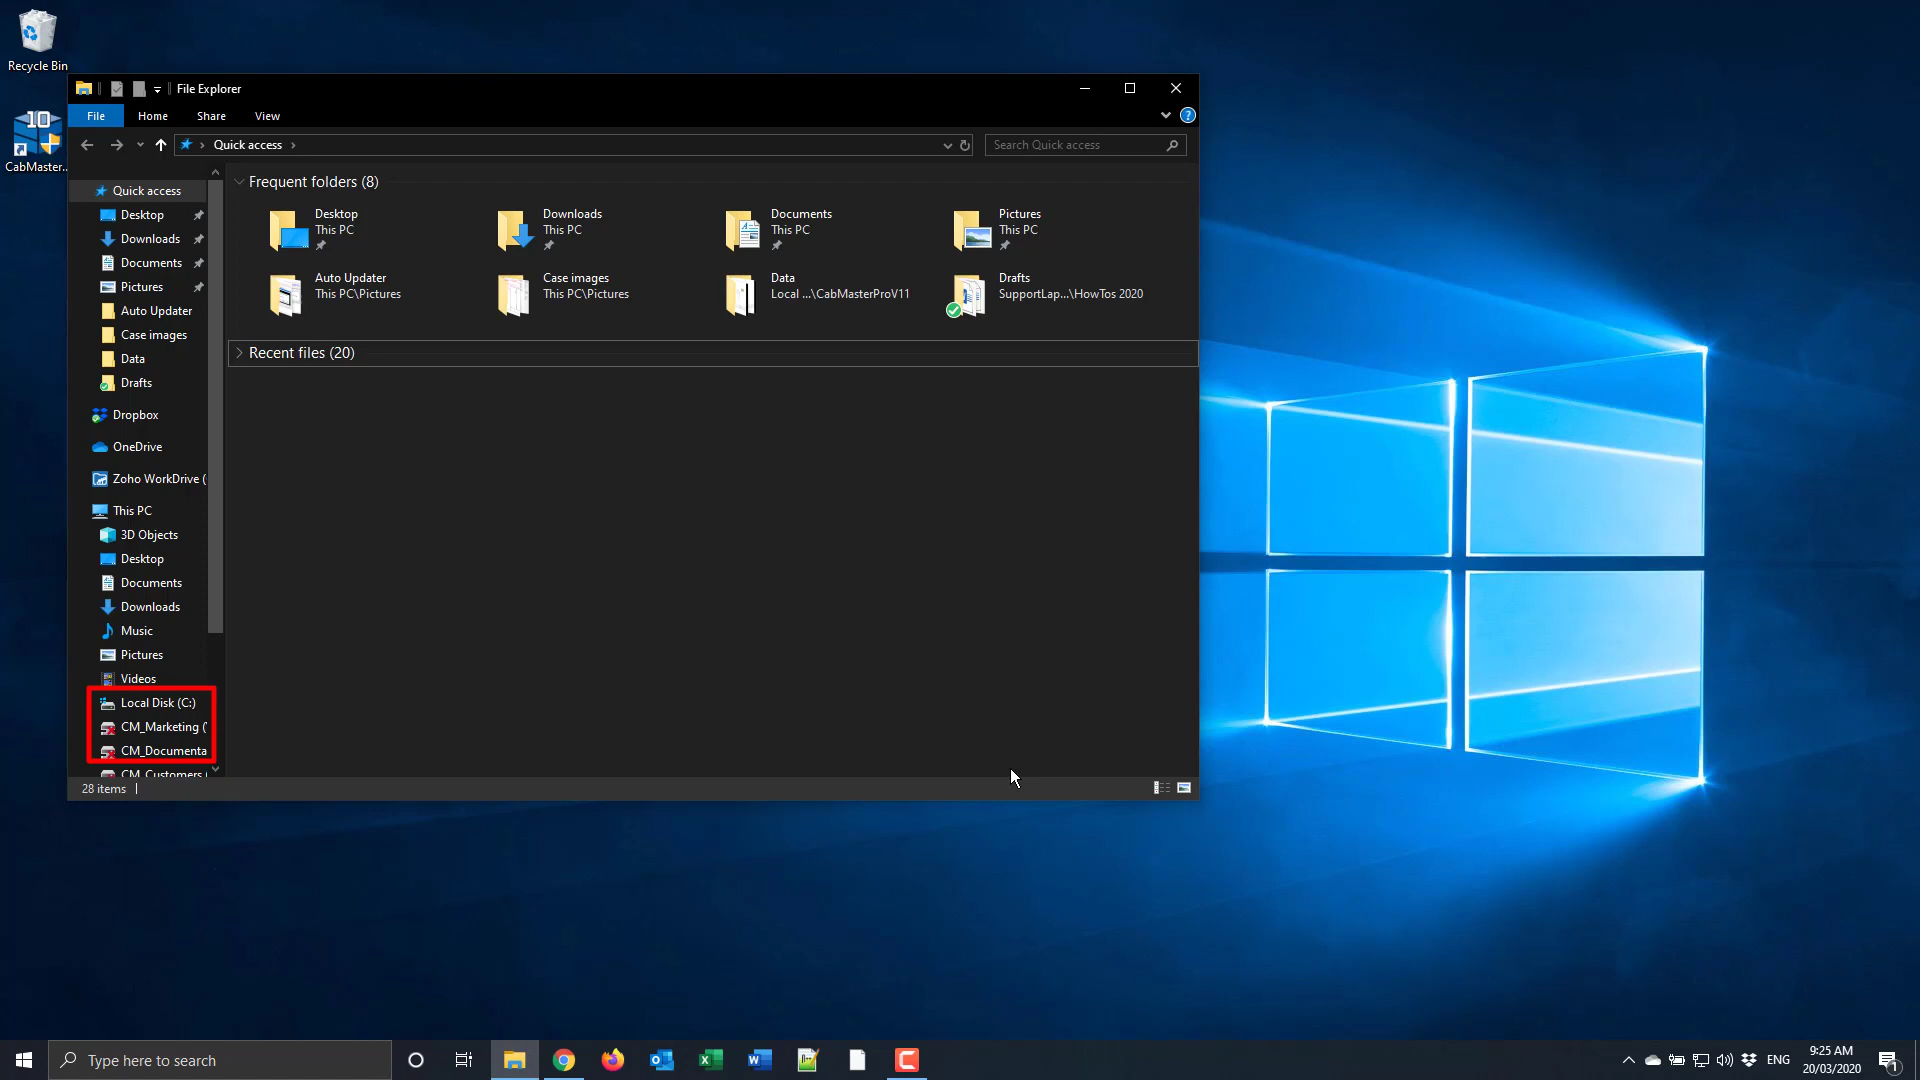 Recycle Bin
10
CabMaster...
File Explorer
File
Home
Share
View
?
Quick access
Search Quick access
Quick access
Desktop
Downloads
Documents
Pictures
Auto Updater
Case images
Data
Drafts
Dropbox
OneDrive
Zoho WorkDrive (
This PC
3D Objects
Desktop
Documents
Downloads
Music
Pictures
Videos
Local Disk (C:)
CM_Marketing (
CM_Documenta
CM_Customers (
Frequent folders (8)
Desktop
This PC
Downloads
This PC
Documents
This PC
Pictures
This PC
Auto Updater
This PC\Pictures
Case images
This PC\Pictures
Data
Local ...\CabMasterProV11
Drafts
SupportLap...\HowTos 2020
Recent files (20)
28 items
Type here to search
ENG
9:25 AM
20/03/2020
1